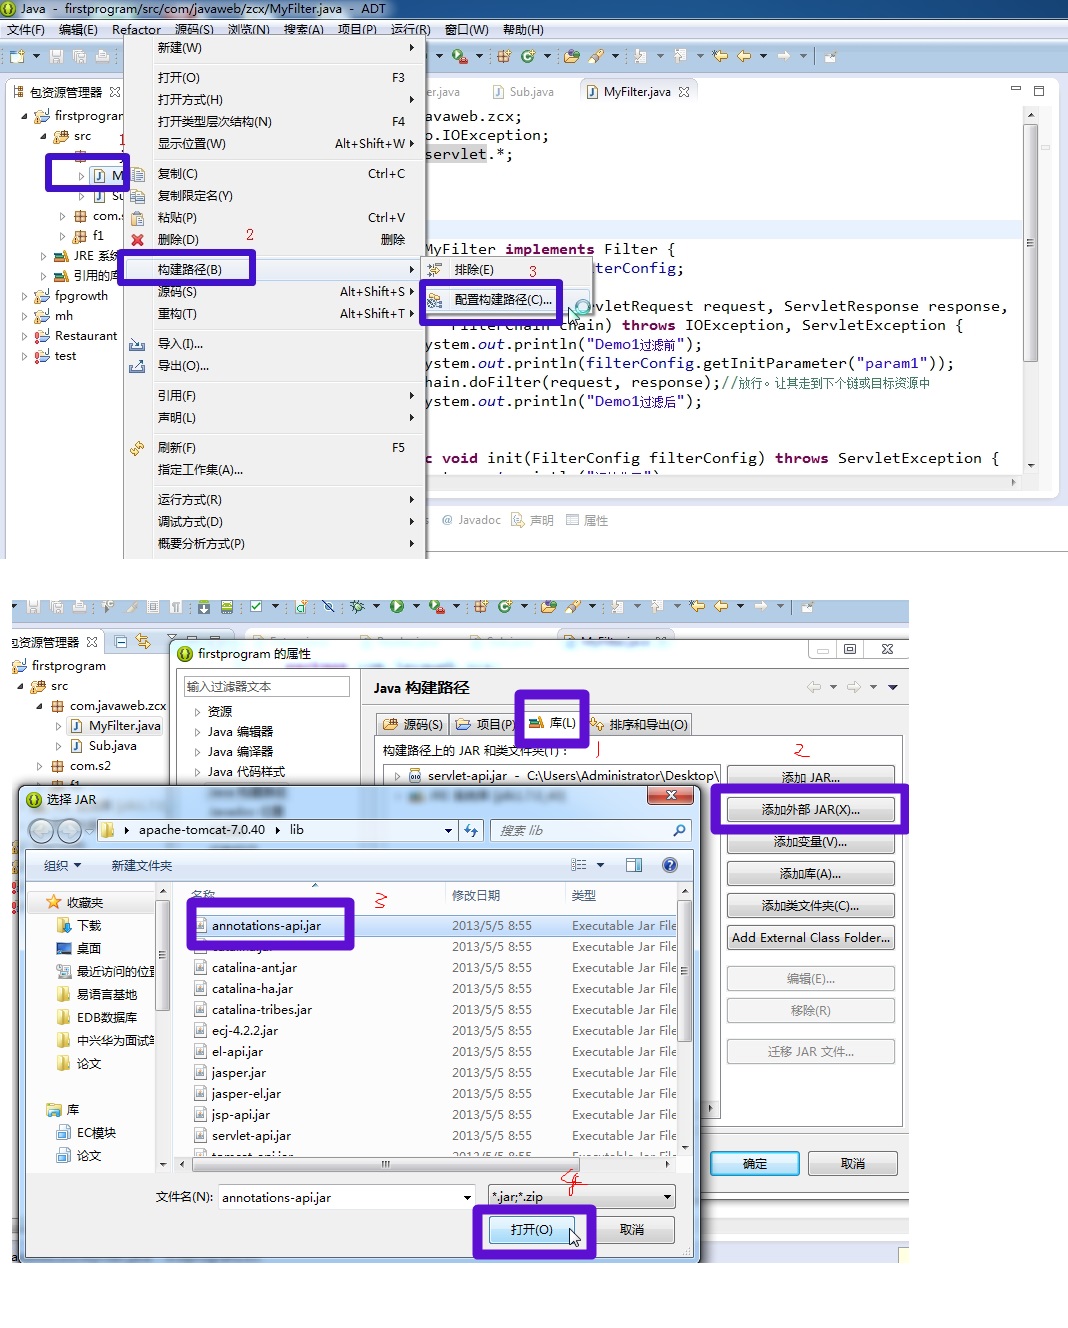 Java - firstprogram/src/com/javaweb/zcx/MyFilter.java - ADT
文件(F) 编辑(E) Refactor 源码(S) 浏览(N) 搜索(A) 项目(P) 运行(R) 窗口(W) 帮助(H)
包资源管理器
firstprogram
src
1
com.s
f1
JRE 系统
引用的库
fpgrowth
mh
Restaurant
test
新建(W)
打开(O) F3
打开方式(H)
打开类型层次结构(N) F4
显示位置(W) Alt+Shift+W
复制(C) Ctrl+C
复制限定名(Y)
粘贴(P) Ctrl+V
删除(D) 删除
2
构建路径(B)
源码(S) Alt+Shift+S
重构(T) Alt+Shift+T
导入(I)...
导出(O)...
引用(F)
声明(L)
刷新(F) F5
指定工作集(A)...
运行方式(R)
调试方式(D)
概要分析方式(P)
排除(E) 3
配置构建路径(C)...
er.java Sub.java MyFilter.java
avaweb.zcx;
o.IOException;
servlet.*;
MyFilter implements Filter {
terConfig;
vletRequest request, ServletResponse response,
FilterChain chain) throws IOException, ServletException {
ystem.out.println("Demo1过滤前");
ystem.out.println(filterConfig.getInitParameter("param1"));
hain.doFilter(request, response);//放行。让其走到下个链或目标资源中
ystem.out.println("Demo1过滤后");
c void init(FilterConfig filterConfig) throws ServletException {
@ Javadoc 声明 属性
包资源管理器
firstprogram
src
com.javaweb.zcx
MyFilter.java
Sub.java
com.s2
firstprogram 的属性
输入过滤器文本
资源
Java 编辑器
Java 编译器
Java 代码样式
Java 构建路径
源码(S) 项目(P) 库(L) 排序和导出(O)
构建路径上的 JAR 和类文件夹(T):
1
2
servlet-api.jar - C:\Users\Administrator\Desktop\
添加 JAR...
添加外部 JAR(X)...
添加变量(V)...
添加库(A)...
添加类文件夹(C)...
Add External Class Folder...
编辑(E)...
移除(R)
迁移 JAR 文件...
确定 取消
选择 JAR
apache-tomcat-7.0.40 lib 搜索 lib
组织 新建文件夹
收藏夹
下载
桌面
最近访问的位置
易语言基地
EDB数据库
中兴华为面试笔
论文
库
EC模块
论文
名称 3 修改日期 类型
annotations-api.jar 2013/5/5 8:55 Executable Jar File
catalina.jar 2013/5/5 8:55 Executable Jar File
catalina-ant.jar 2013/5/5 8:55 Executable Jar File
catalina-ha.jar 2013/5/5 8:55 Executable Jar File
catalina-tribes.jar 2013/5/5 8:55 Executable Jar File
ecj-4.2.2.jar 2013/5/5 8:55 Executable Jar File
el-api.jar 2013/5/5 8:55 Executable Jar File
jasper.jar 2013/5/5 8:55 Executable Jar File
jasper-el.jar 2013/5/5 8:55 Executable Jar File
jsp-api.jar 2013/5/5 8:55 Executable Jar File
servlet-api.jar 2013/5/5 8:55 Executable Jar File
文件名(N): annotations-api.jar *.jar;*.zip
4
打开(O) 取消